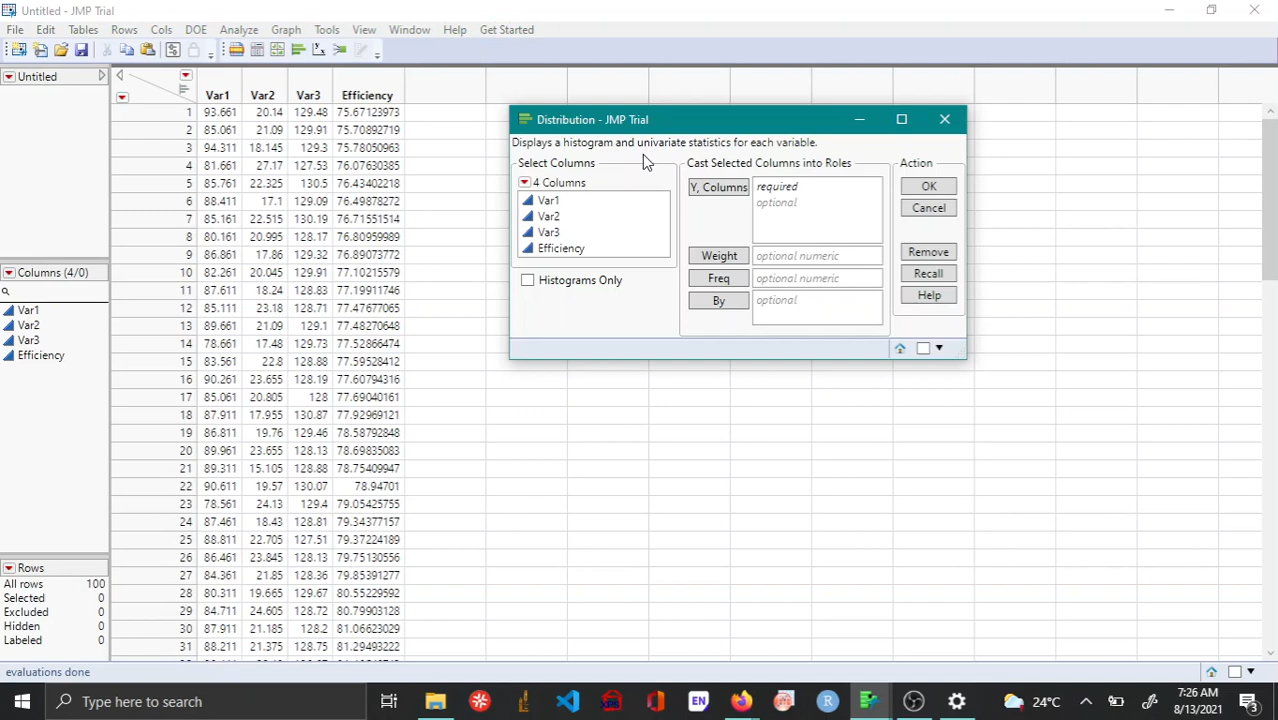 Untitled - JMP Trial
File Edit Tables Rows Cols DOE Analyze Graph Tools View Window Help Get Started
Untitled
Columns (4/0)
Var1
Var2
Var3
Efficiency
Rows
All rows 100
Selected 0
Excluded 0
Hidden 0
Labeled 0
Var1 Var2 Var3 Efficiency
1 93.661 20.14 129.48 75.67123973
2 85.061 21.09 129.91 75.70892719
3 94.311 18.145 129.3 75.78050963
4 81.661 27.17 127.53 76.07630385
5 85.761 22.325 130.5 76.43402218
6 88.411 17.1 129.09 76.49878272
7 85.161 22.515 130.19 76.71551514
8 80.161 20.995 128.17 76.80959989
9 86.861 17.86 129.32 76.89073772
10 82.261 20.045 129.91 77.10215579
11 87.611 18.24 128.83 77.19911746
12 85.111 23.18 128.71 77.47677065
13 89.661 21.09 129.1 77.48270268
14 78.661 17.48 129.73 77.52866474
15 83.561 22.8 128.88 77.59528412
16 90.261 23.655 128.19 77.60794316
17 85.061 20.805 128 77.69040161
18 87.911 17.955 130.87 77.92969121
19 86.811 19.76 129.46 78.58792848
20 89.961 23.655 128.13 78.69835083
21 89.311 15.105 128.88 78.75409947
22 90.611 19.57 130.07 78.94701
23 78.561 24.13 129.4 79.05425755
24 87.461 18.43 128.81 79.34377157
25 88.811 22.705 127.51 79.37224189
26 86.461 23.845 128.13 79.75130556
27 84.361 21.85 128.36 79.85391277
28 80.311 19.665 129.67 80.55229592
29 84.711 24.605 128.72 80.79903128
30 87.911 21.185 128.2 81.06623029
31 88.211 21.375 128.75 81.29493222
Distribution - JMP Trial
Displays a histogram and univariate statistics for each variable.
Select Columns
4 Columns
Var1
Var2
Var3
Efficiency
Histograms Only
Cast Selected Columns into Roles
Y, Columns required
optional
Weight optional numeric
Freq optional numeric
By optional
Action
OK
Cancel
Remove
Recall
Help
evaluations done
Type here to search
EN
R
24°C
7:26 AM
8/13/2021
3